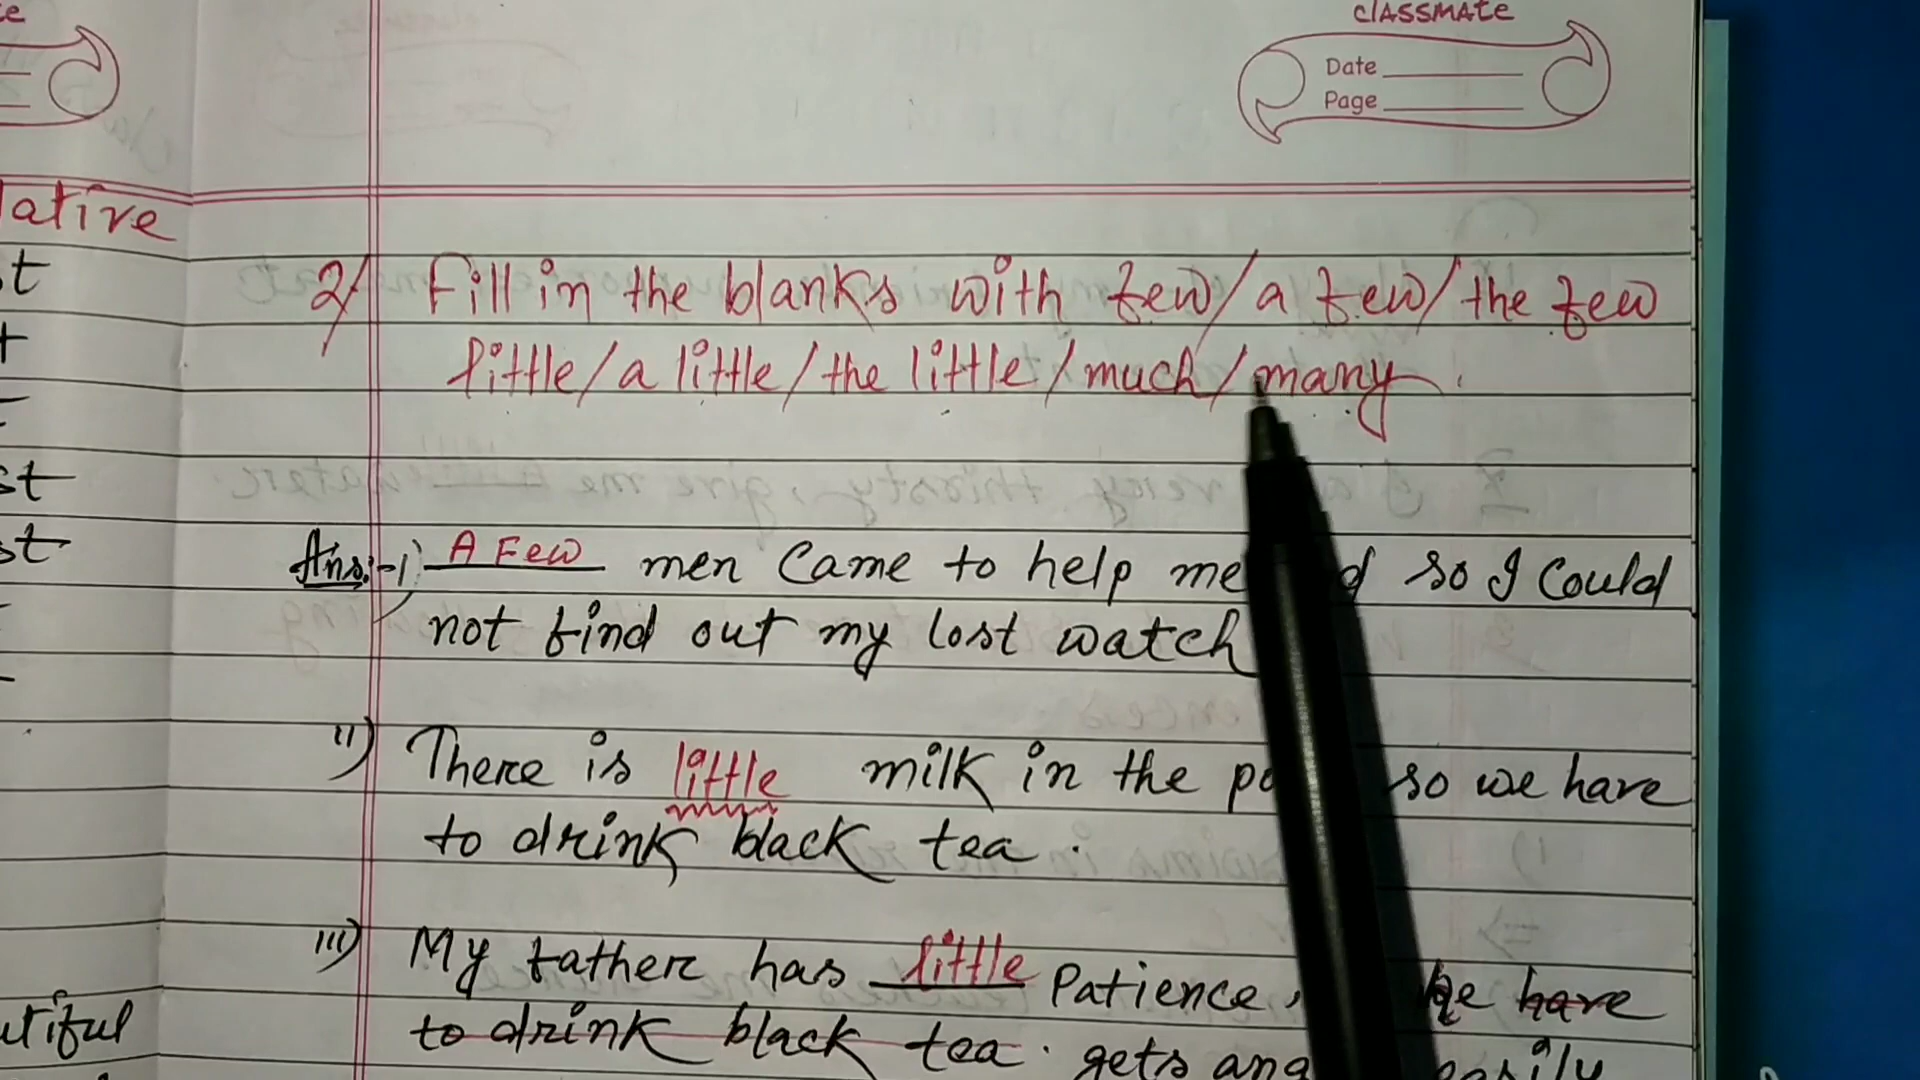 classmate
Date
Page
lative
2/ Fill in the blanks with few/a few/the few
little/a little/the little/much/many.
Ans:-i) A Few men came to help me so I could
not find out my lost watch
ii) There is little milk in the so we have
to drink black tea.
iii) My father has little Patience, he have
to drink black tea. gets easily